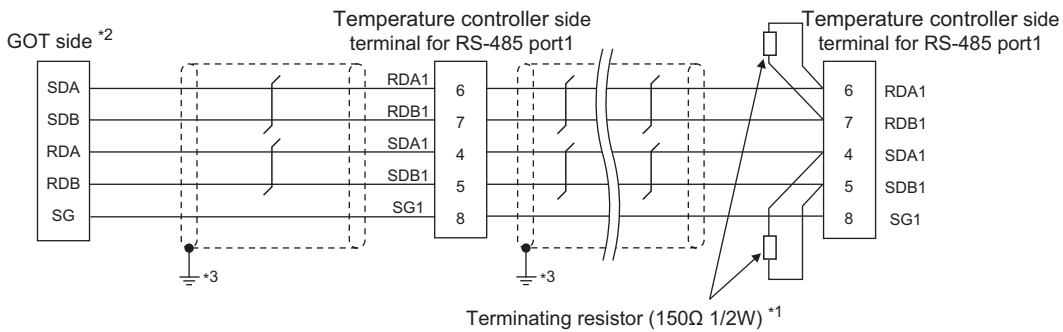 Temperature controller side
terminal for RS-485 port1
Temperature controller side
terminal for RS-485 port1
GOT side *2
SDA
RDA1
6
6
RDA1
SDB
RDB1
7
7
RDB1
RDA
SDA1
4
4
SDA1
RDB
SDB1
5
5
SDB1
SG
SG1
8
8
SG1
*3
*3
Terminating resistor (150Ω 1/2W) *1